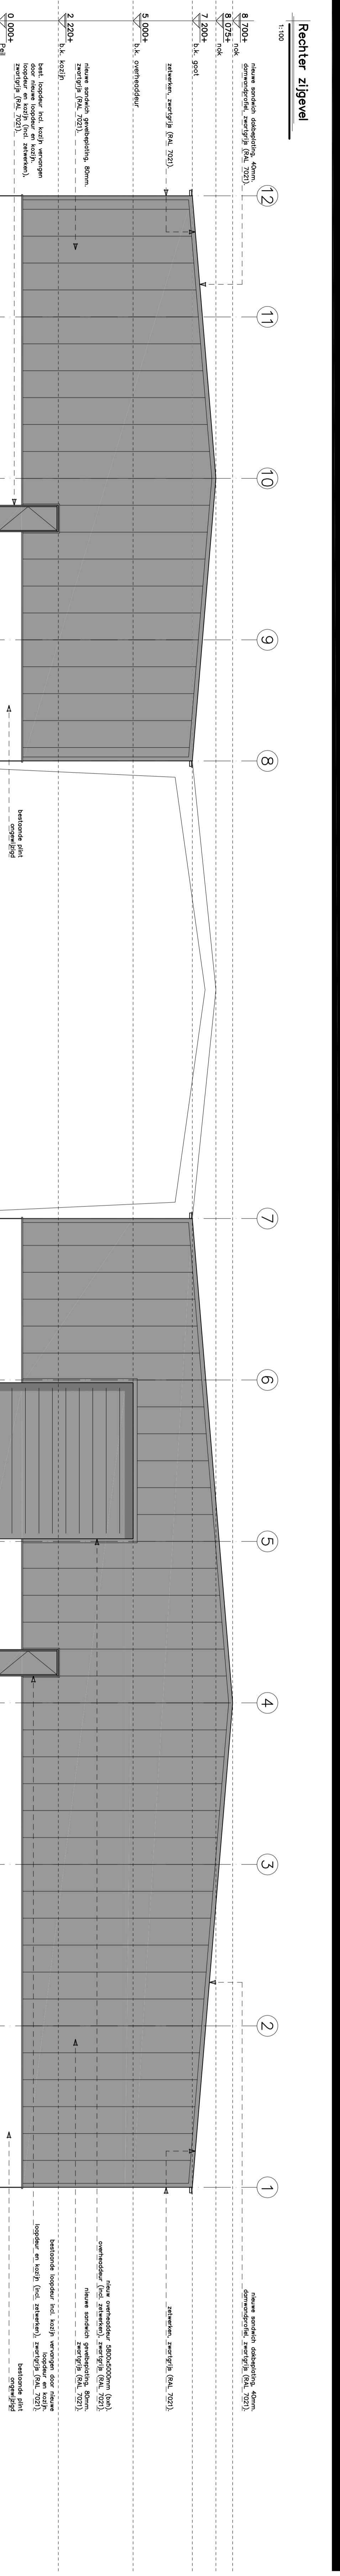 Rechter zijgevel
1:100
8 700+
nok
8 075+
nok
7 200+
b.k. goot
5 000+
b.k. overheaddeur
2 220+
b.k. kozijn
0 000+
Peil
nieuwe sandwich dakbeplating, 40mm.
damwandprofiel, zwartgrijs (RAL 7021).
zetwerken, zwartgrijs (RAL 7021).
nieuwe sandwich gevelbeplating, 80mm.
zwartgrijs (RAL 7021).
best. loopdeur incl. kozijn vervangen
door nieuwe loopdeur en kozijn.
loopdeur en kozijn (incl. zetwerken),
zwartgrijs (RAL 7021).
12
11
10
9
8
7
6
5
4
3
2
1
bestaande plint
ongewijzigd
nieuwe sandwich dakbeplating, 40mm.
damwandprofiel, zwartgrijs (RAL 7021).
zetwerken, zwartgrijs (RAL 7021).
nieuw overheaddeur 5800x5000mm (bxh).
overheaddeur (incl. zetwerken), zwartgrijs (RAL 7021).
nieuwe sandwich gevelbeplating, 80mm.
zwartgrijs (RAL 7021).
bestaande loopdeur incl. kozijn vervangen door nieuwe
loopdeur en kozijn.
loopdeur en kozijn (incl. zetwerken), zwartgrijs (RAL 7021).
bestaande plint
ongewijzigd